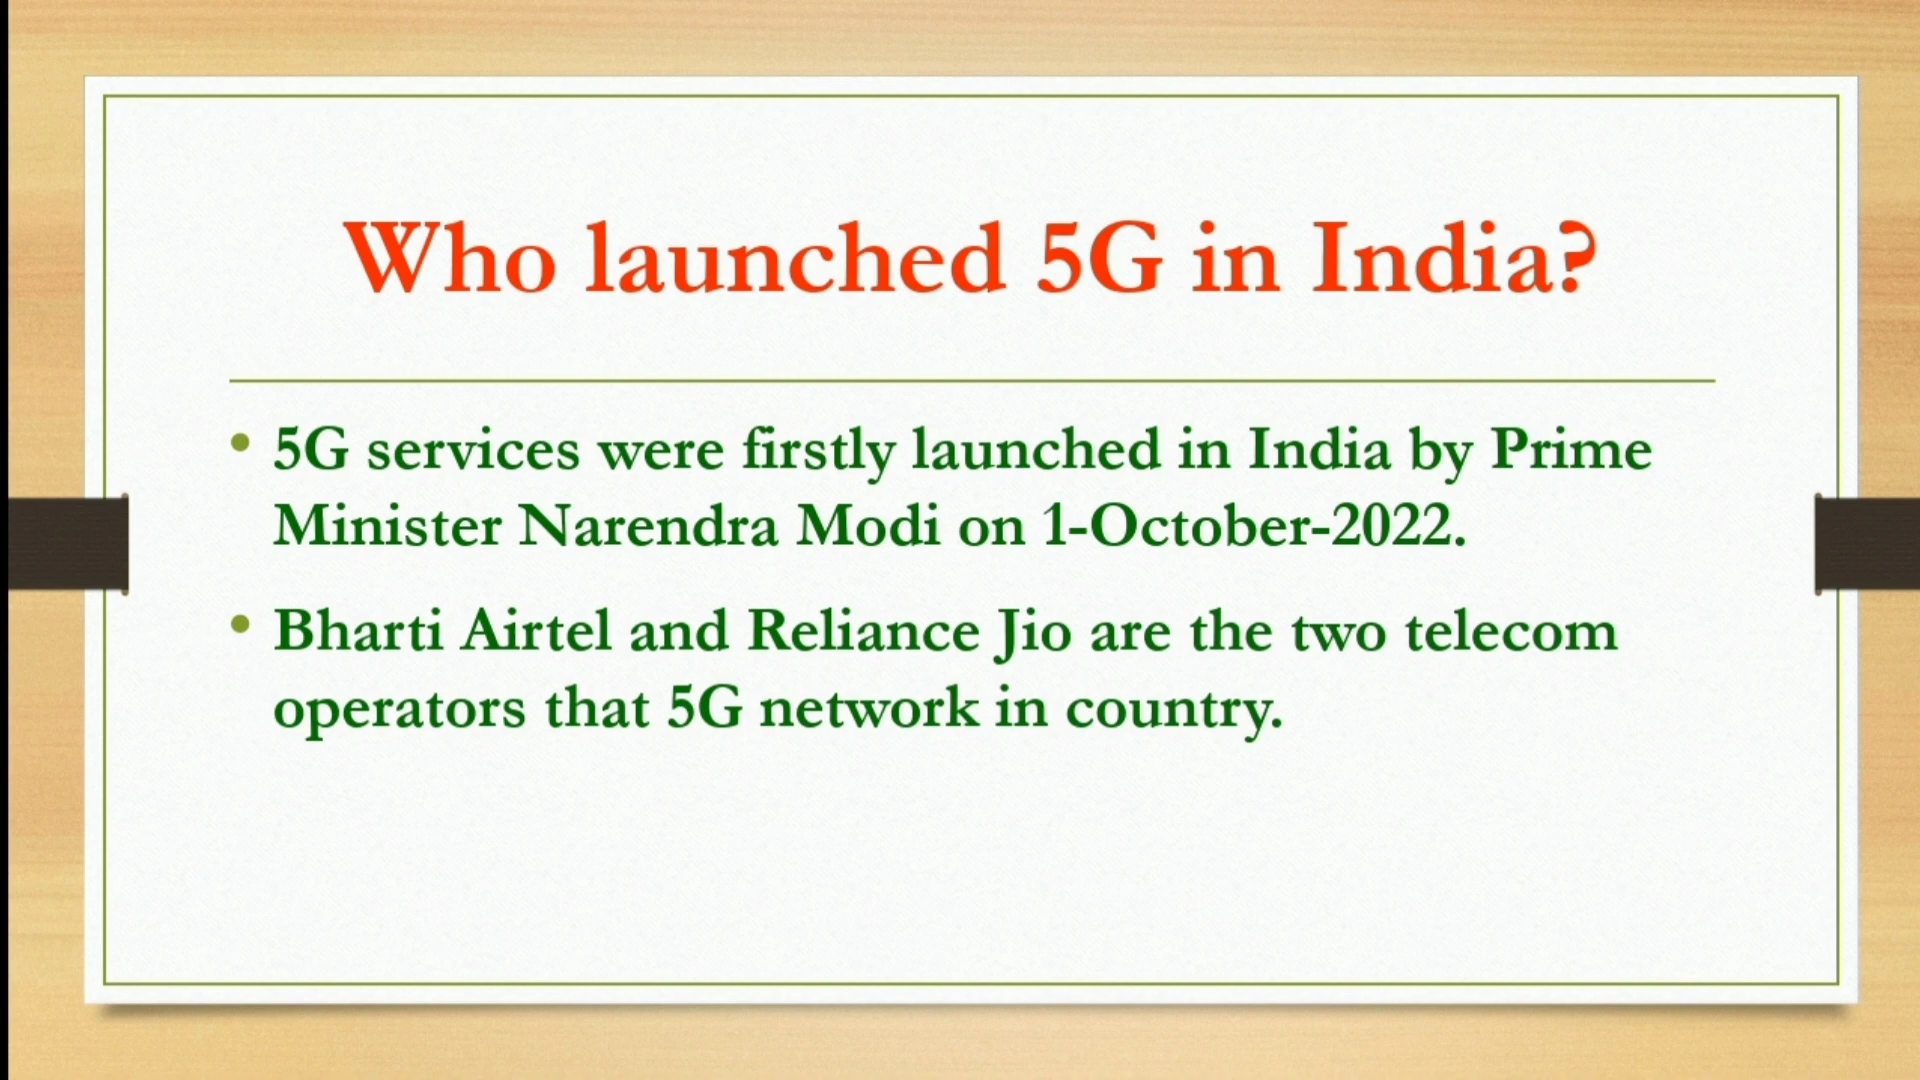 Who launched 5G in India?
• 5G services were firstly launched in India by Prime
Minister Narendra Modi on 1-October-2022.
• Bharti Airtel and Reliance Jio are the two telecom
operators that 5G network in country.